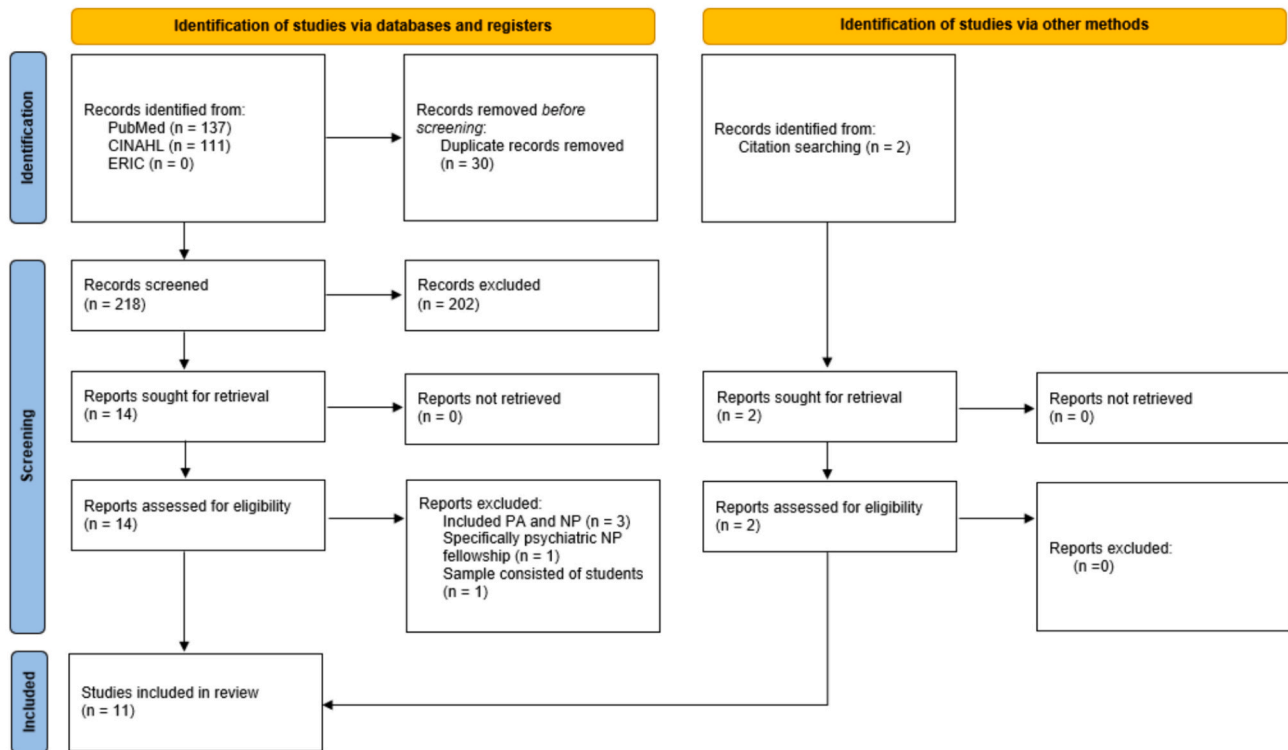 Identification of studies via databases and registers
Identification of studies via other methods
Identification
Records identified from:
PubMed (n = 137)
CINAHL (n = 111)
ERIC (n = 0)
Records removed before
screening:
Duplicate records removed
(n = 30)
Records identified from:
Citation searching (n = 2)
Screening
Records screened
(n = 218)
Records excluded
(n = 202)
Reports sought for retrieval
(n = 14)
Reports not retrieved
(n = 0)
Reports sought for retrieval
(n = 2)
Reports not retrieved
(n = 0)
Reports assessed for eligibility
(n = 14)
Reports excluded:
Included PA and NP (n = 3)
Specifically psychiatric NP
fellowship (n = 1)
Sample consisted of students
(n = 1)
Reports assessed for eligibility
(n = 2)
Reports excluded:
(n =0)
Included
Studies included in review
(n = 11)